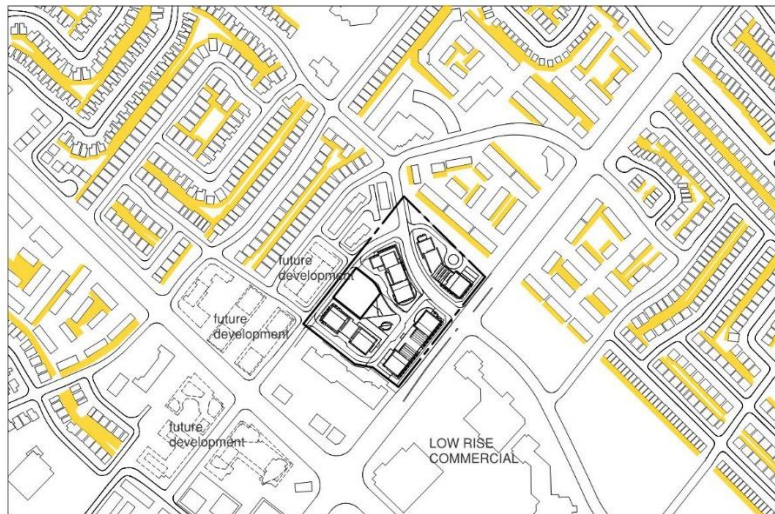 future
development
future
development
future
development
LOW RISE
COMMERCIAL